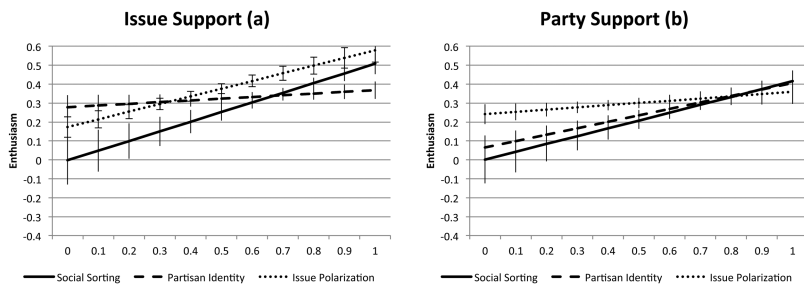 Issue Support (a)
0.6
0.5
0.4
0.3
0.2
0.1
0
-0.1
-0.2
-0.3
-0.4
Enthusiasm
0 0.1 0.2 0.3 0.4 0.5 0.6 0.7 0.8 0.9 1
Social Sorting Partisan Identity Issue Polarization
Party Support (b)
0.6
0.5
0.4
0.3
0.2
0.1
0
-0.1
-0.2
-0.3
-0.4
Enthusiasm
0 0.1 0.2 0.3 0.4 0.5 0.6 0.7 0.8 0.9 1
Social Sorting Partisan Identity Issue Polarization